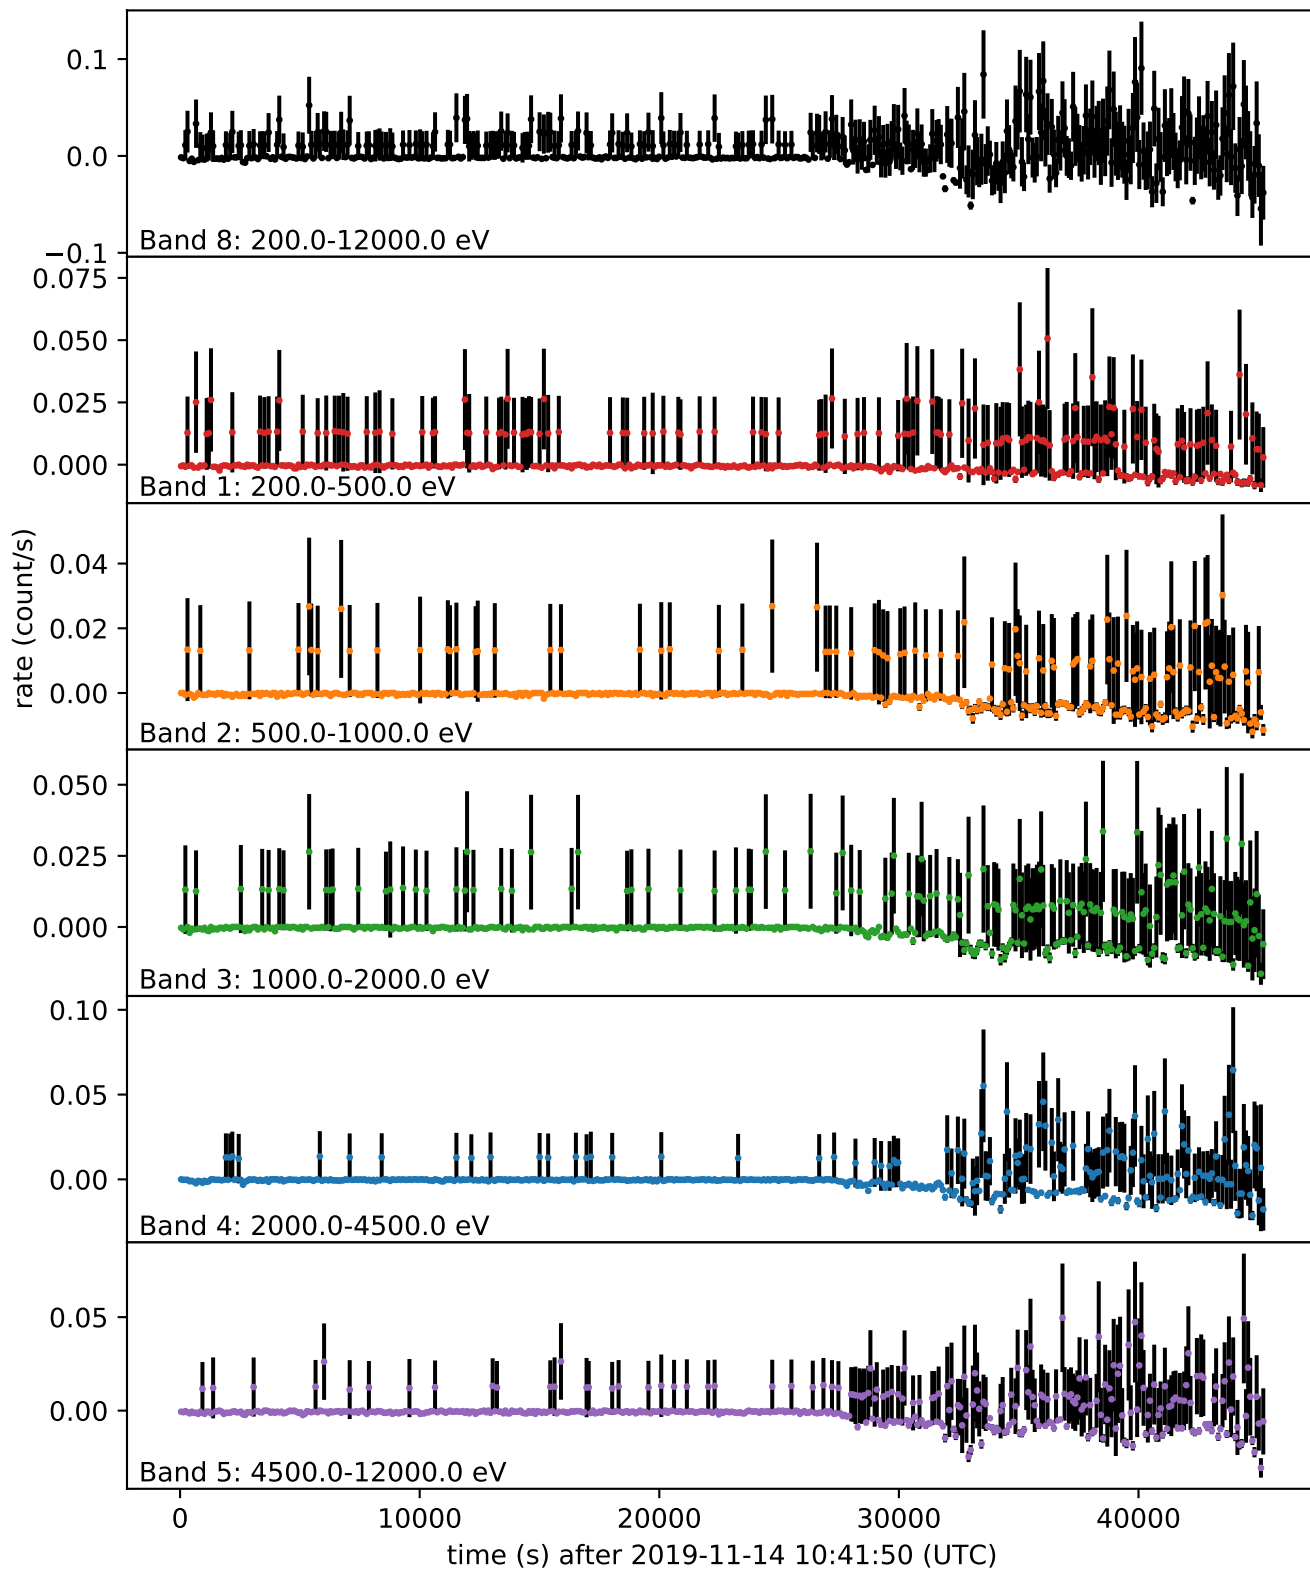 0.1
0.0
−0.1
Band 8: 200.0-12000.0 eV
0.075
0.050
0.025
0.000
Band 1: 200.0-500.0 eV
0.04
0.02
0.00
Band 2: 500.0-1000.0 eV
rate (count/s)
0.050
0.025
0.000
Band 3: 1000.0-2000.0 eV
0.10
0.05
0.00
Band 4: 2000.0-4500.0 eV
0.05
0.00
Band 5: 4500.0-12000.0 eV
0 10000 20000 30000 40000
time (s) after 2019-11-14 10:41:50 (UTC)